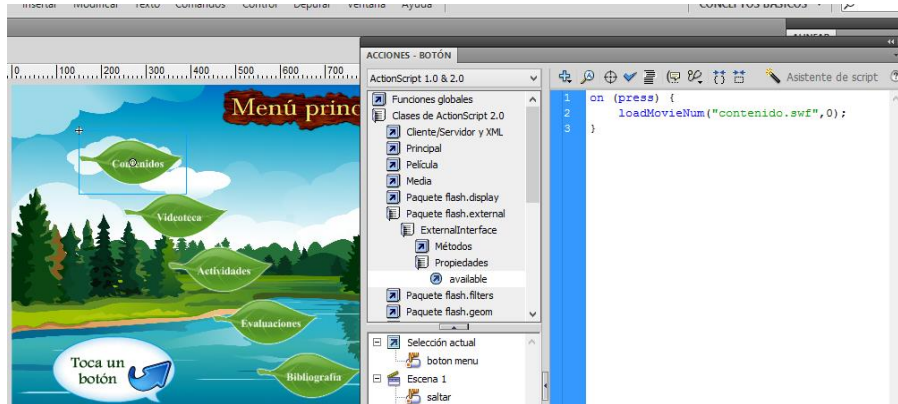 Insertar Modificar Texto Comandos Control Depurar Ventana Ayuda
CONCEPTOS BÁSICOS
ALINEAR
ACCIONES - BOTÓN
0 100 200 300 400 500 600 700
ActionScript 1.0 & 2.0
Asistente de script
Funciones globales
Clases de ActionScript 2.0
Cliente/Servidor y XML
Principal
Película
Media
Paquete flash.display
Paquete flash.external
ExternalInterface
Métodos
Propiedades
available
Paquete flash.filters
Paquete flash.geom
Selección actual
boton menu
Escena 1
saltar
1 on (press) {
2 loadMovieNum("contenido.swf",0);
3 }
Menú princ
Contenidos
Videoteca
Actividades
Evaluaciones
Bibliografía
Toca un
botón